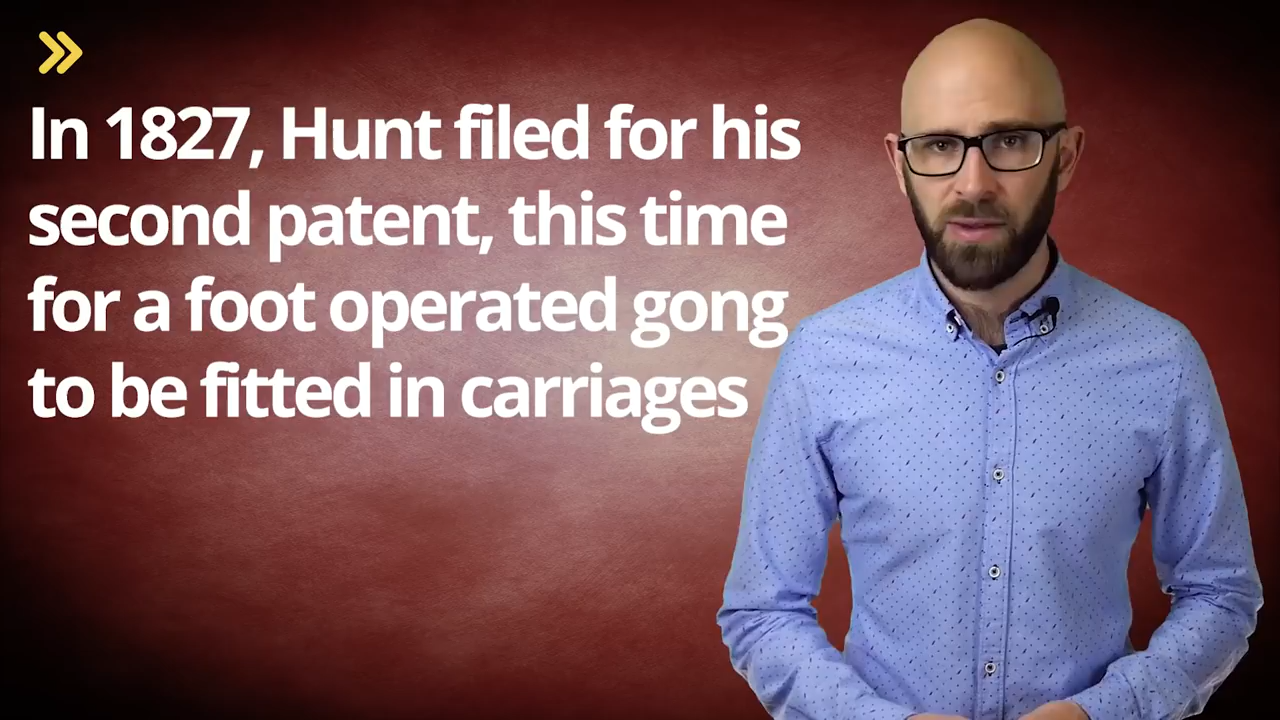 In 1827, Hunt filed for his
second patent, this time
for a foot operated gong
to be fitted in carriages